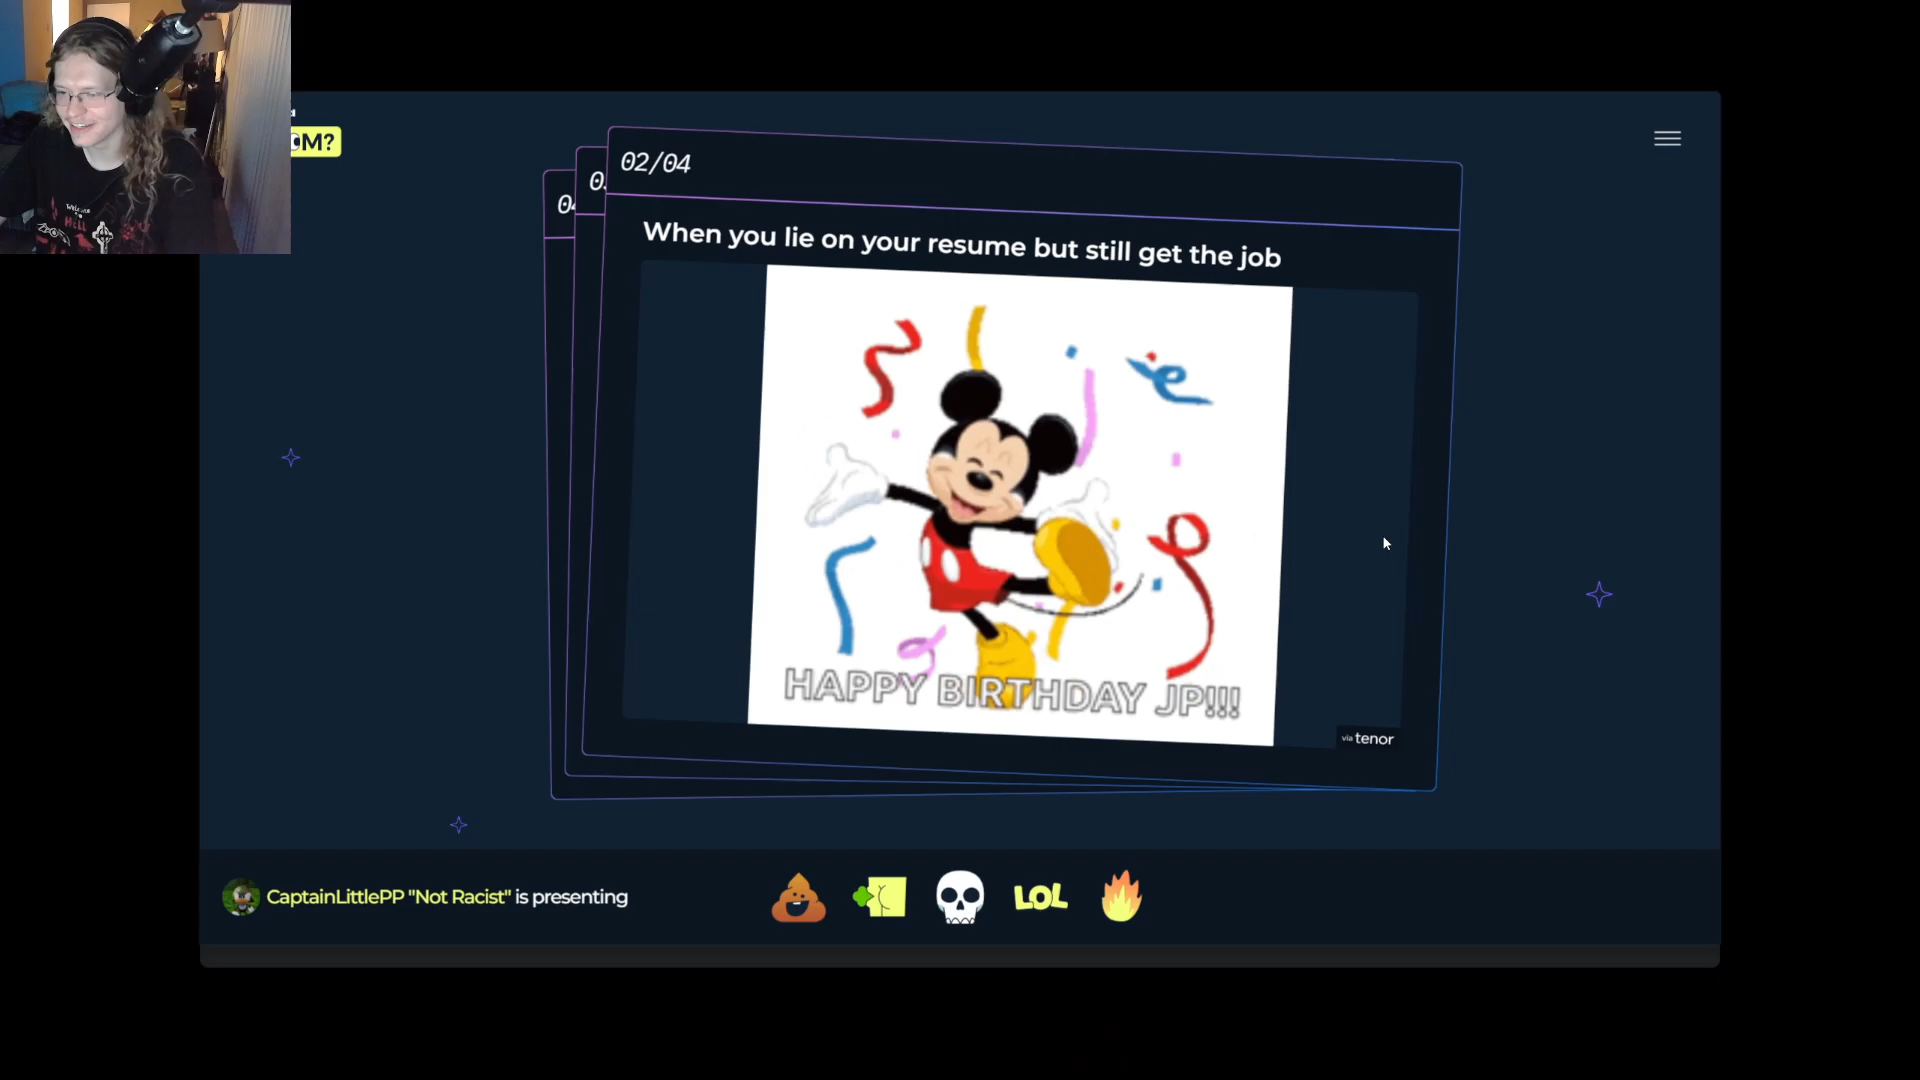 CM?
02/04
When you lie on your resume but still get the job
HAPPY BIRTHDAY JP!!!
via tenor
CaptainLittlePP "Not Racist" is presenting
LOL